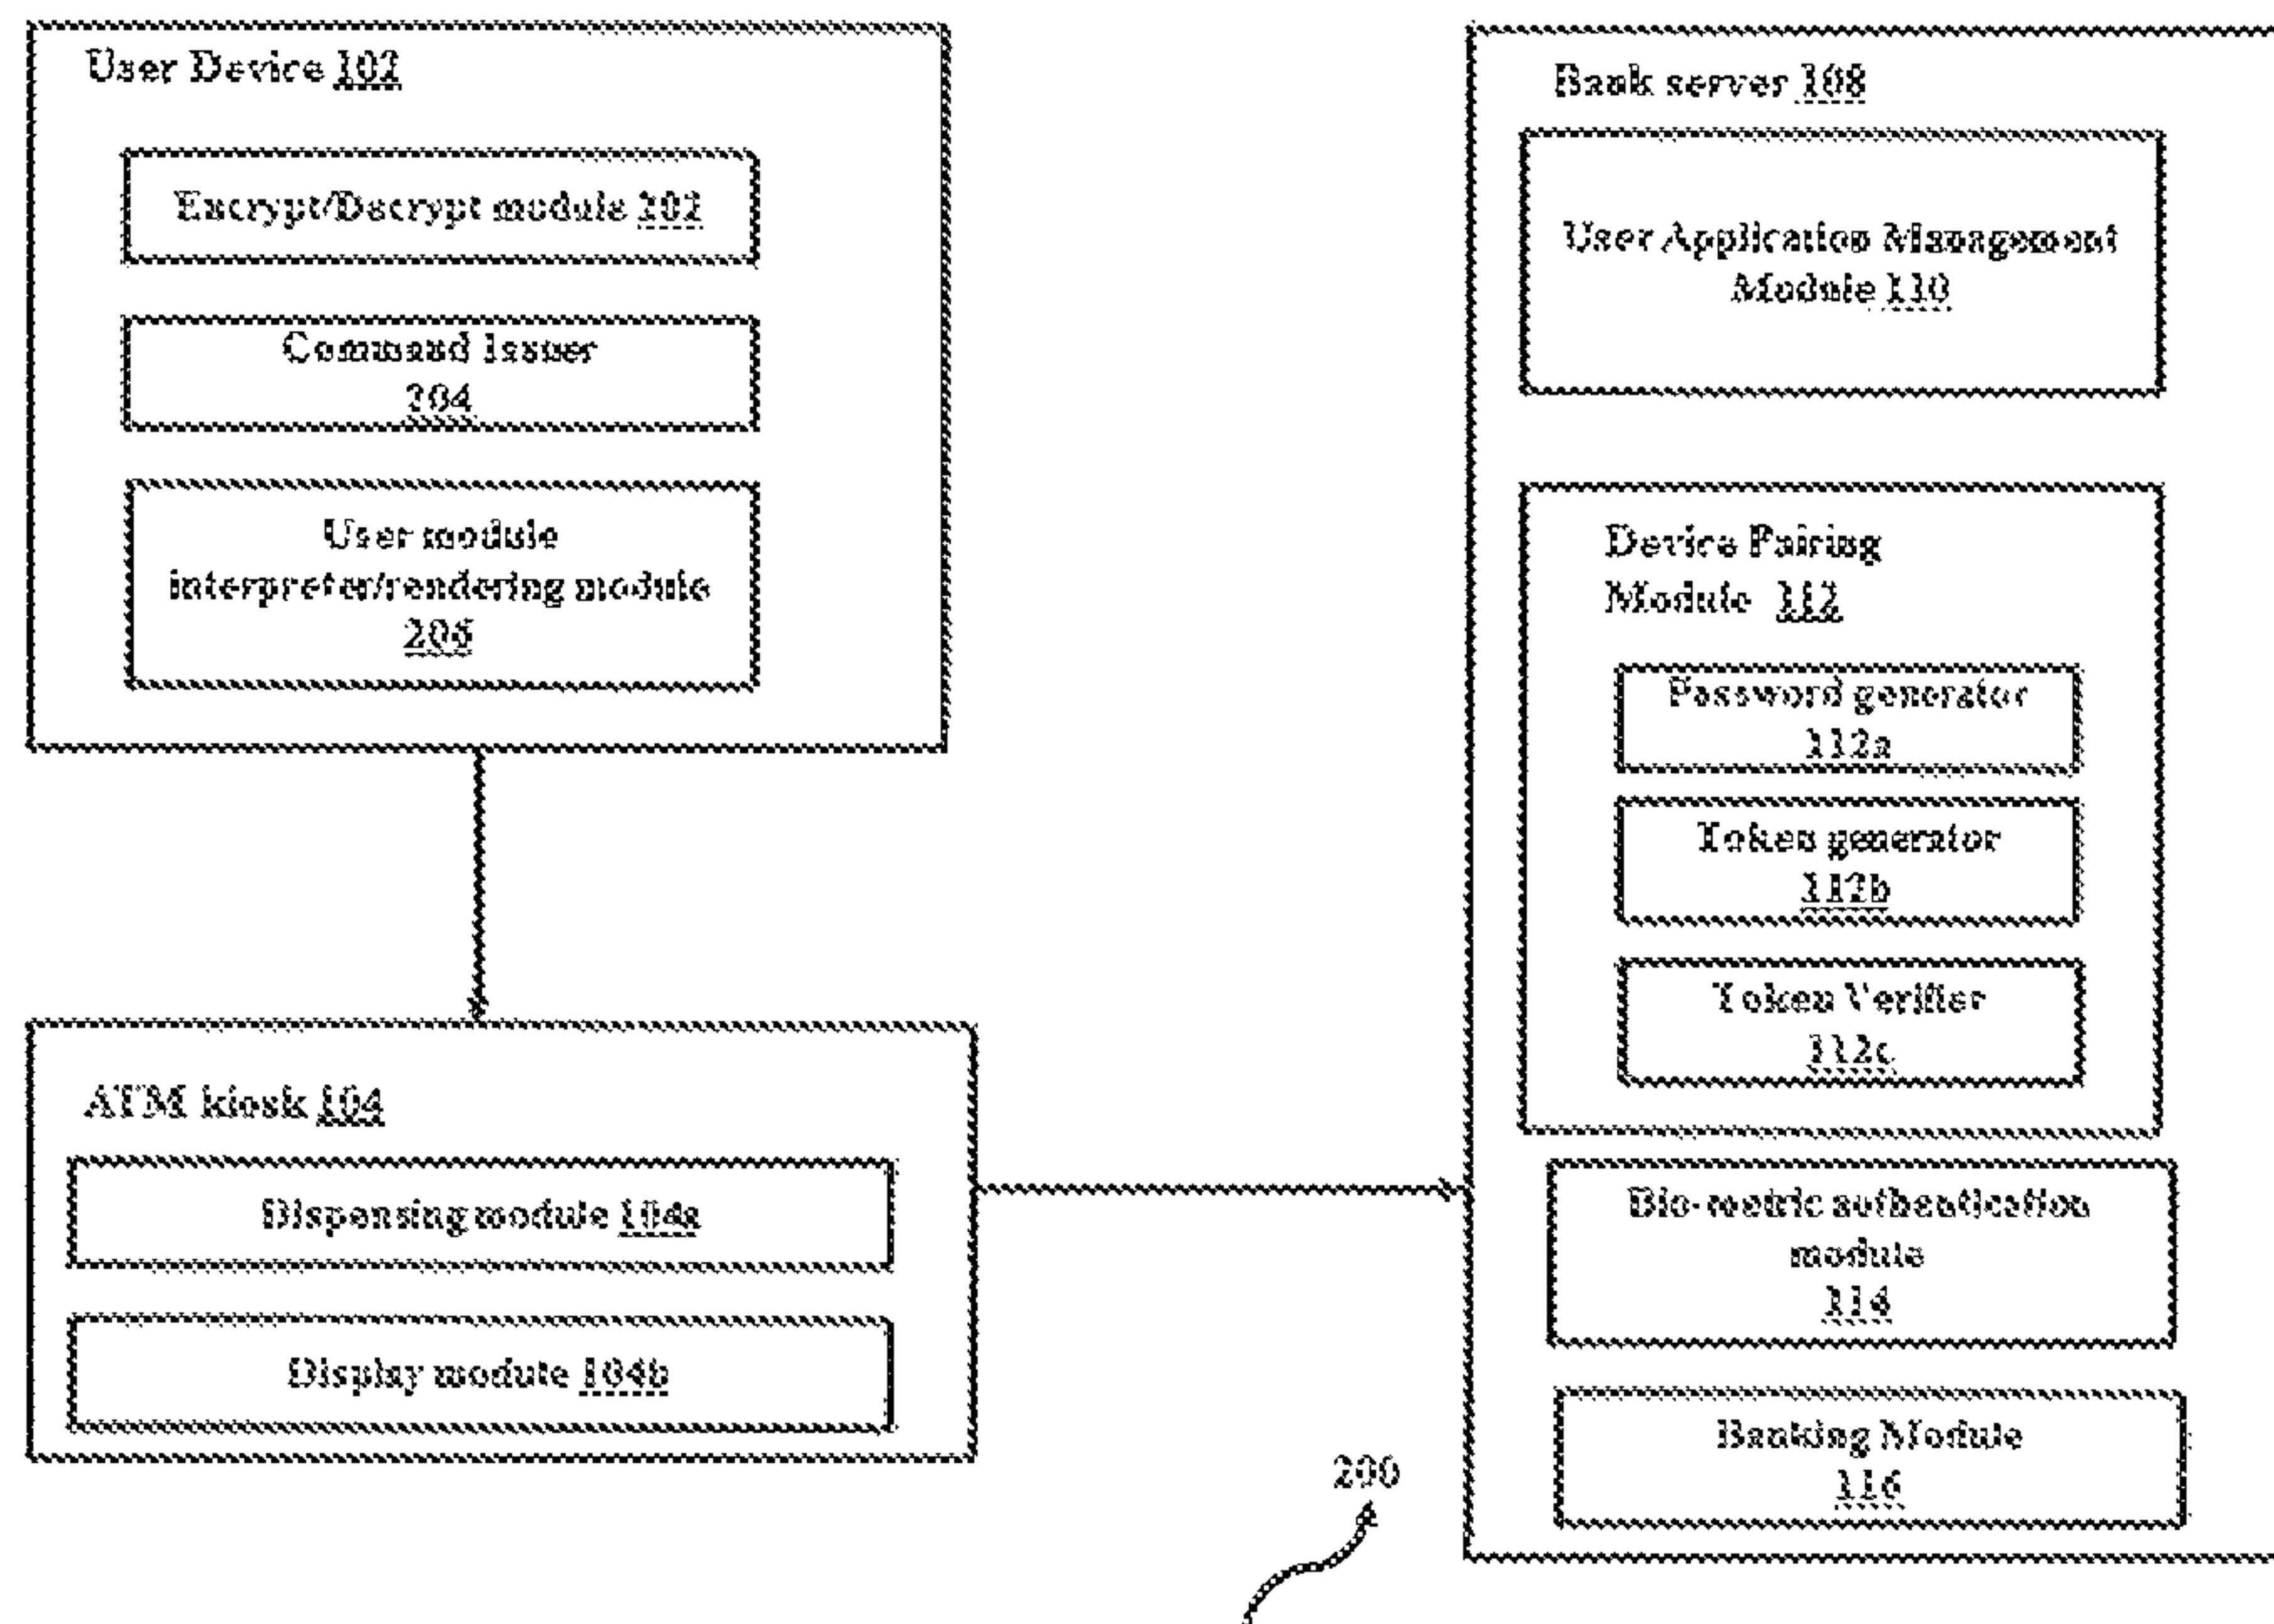 User Device 102
Encrypt/Decrypt module 202
Command Issuer
204
User module
interpreter/rendering module
206
ATM kiosk 104
Dispensing module 104a
Display module 104b
200
Bank server 108
User Application Management
Module 110
Device Pairing
Module 112
Password generator
112a
Token generator
112b
Token Verifier
112c
Bio-metric authentication
module
114
Banking Module
116